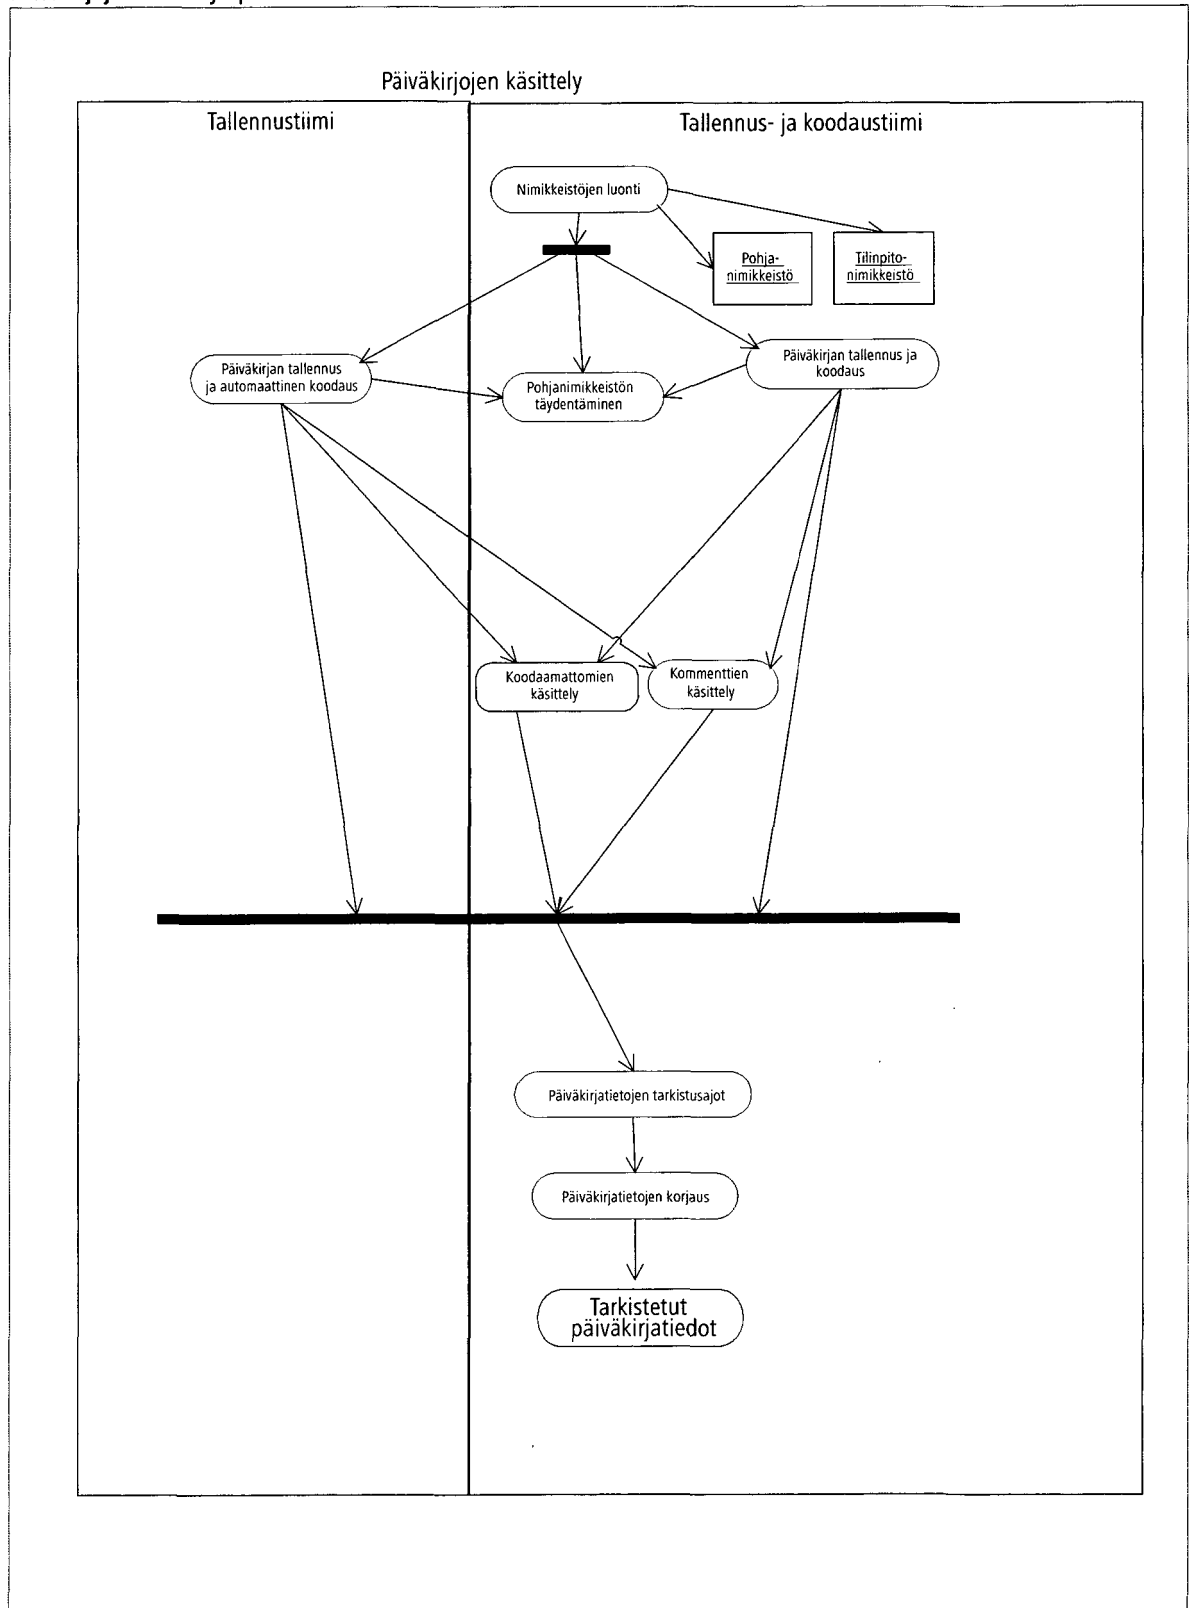 Päiväkirjojen käsittely
Tallennustiimi
Tallennus- ja koodaustiimi
Nimikkeistöjen luonti
Pohja-
nimikkeistö
Tilinpito-
nimikkeistö
Päiväkirjan tallennus
ja automaattinen koodaus
Pohjanimikkeistön
täydentäminen
Päiväkirjan tallennus ja
koodaus
Koodaamattomien
käsittely
Kommenttien
käsittely
Päiväkirjatietojen tarkistusajot
Päiväkirjatietojen korjaus
Tarkistetut
päiväkirjatiedot